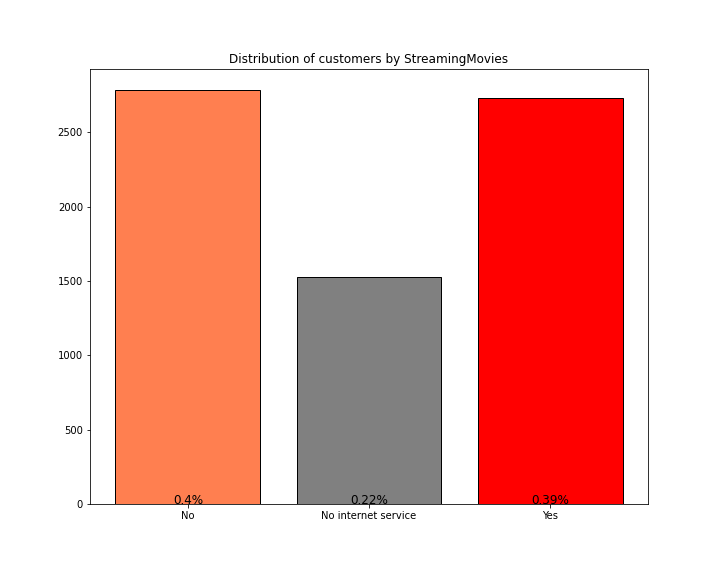 Distribution of customers by StreamingMovies
2500
2000
1500
1000
500
0
0.4% 0.22% 0.39%
No No internet service Yes